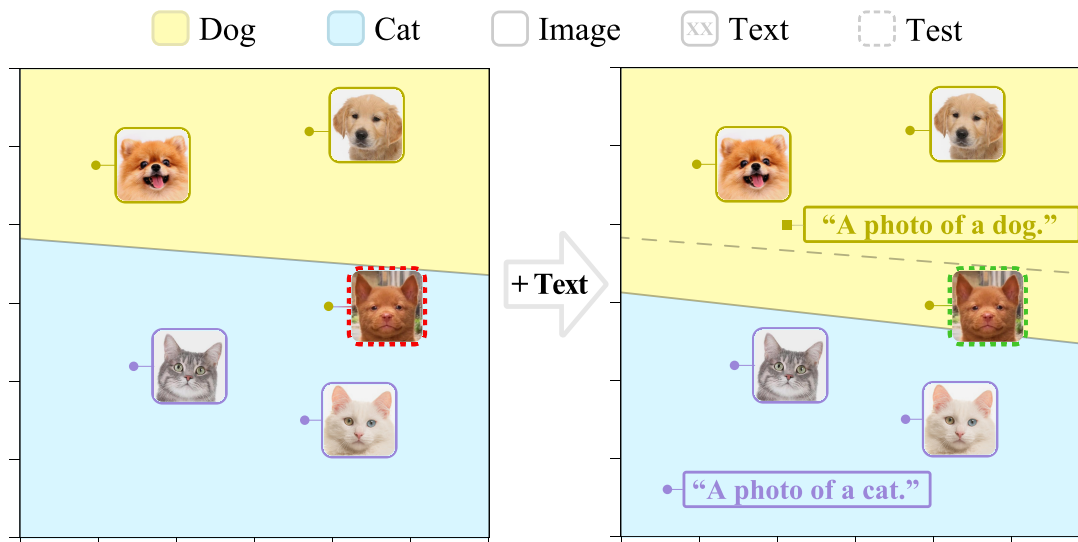 Dog
Cat
Image
XX Text
Test
+ Text
“A photo of a dog.”
“A photo of a cat.”